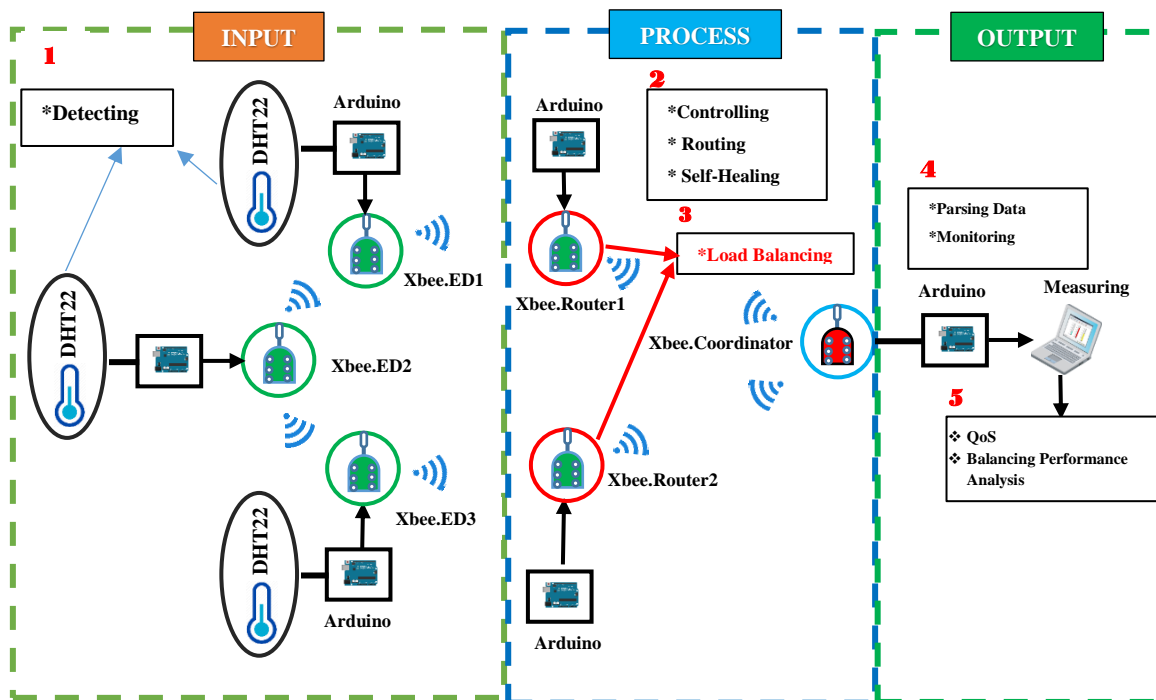 INPUT
PROCESS
OUTPUT
1
*Detecting
DHT22
Arduino
Xbee.ED1
DHT22
Xbee.ED2
DHT22
Arduino
Xbee.ED3
Arduino
Xbee.Router1
2
*Controlling
* Routing
* Self-Healing
3
*Load Balancing
Xbee.Coordinator
Xbee.Router2
Arduino
4
*Parsing Data
*Monitoring
Arduino
Measuring
5
❖ QoS
❖ Balancing Performance
Analysis